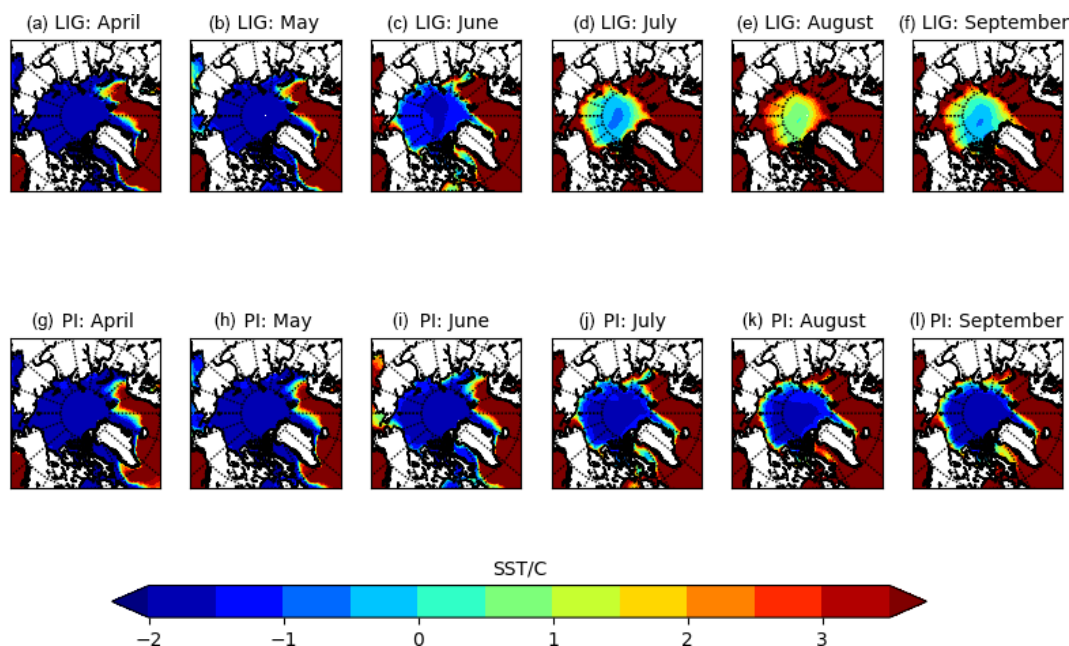 (a) LIG: April (b) LIG: May (c) LIG: June (d) LIG: July (e) LIG: August (f) LIG: September
(g) PI: April (h) PI: May (i) PI: June (j) PI: July (k) PI: August (l) PI: September
SST/C
−2 −1 0 1 2 3